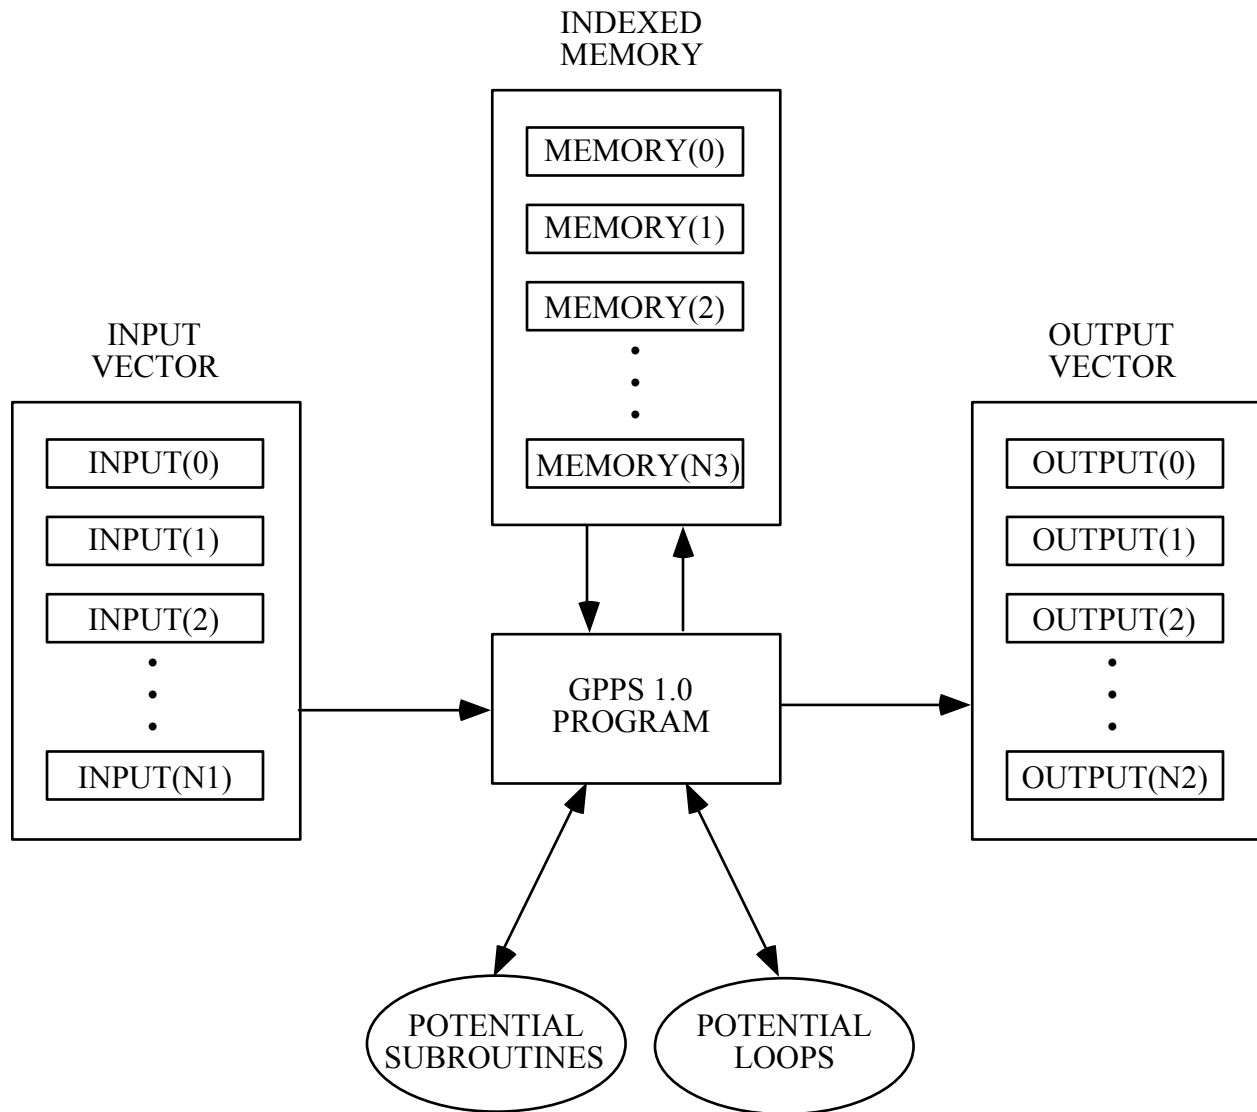 INDEXED
MEMORY
MEMORY(0)
MEMORY(1)
MEMORY(2)
MEMORY(N3)
INPUT
VECTOR
INPUT(0)
INPUT(1)
INPUT(2)
INPUT(N1)
GPPS 1.0
PROGRAM
OUTPUT
VECTOR
OUTPUT(0)
OUTPUT(1)
OUTPUT(2)
OUTPUT(N2)
POTENTIAL
SUBROUTINES
POTENTIAL
LOOPS